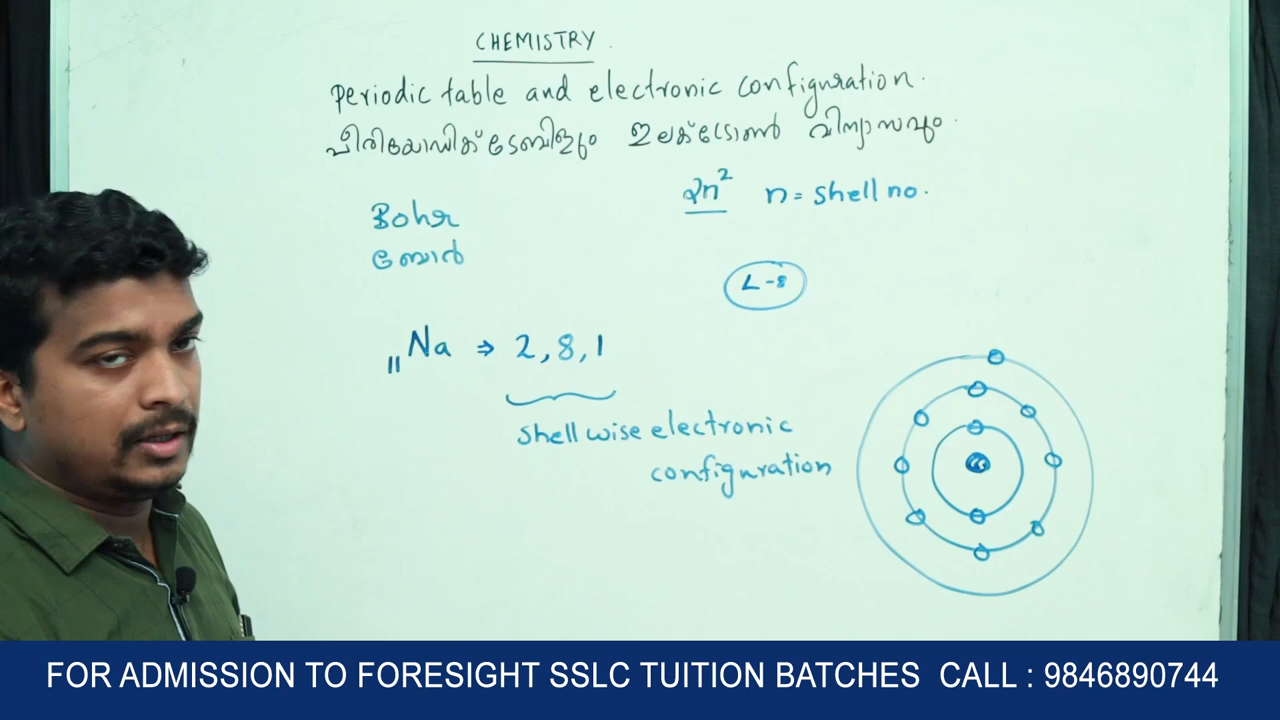 CHEMISTRY.
Periodic table and electronic configuration.
പീരിയോഡിക് ടേബിളും ഇലക്ട്രോൺ വിന്യാസവും.
2n² n = shell no.
Bohr
ബോർ
L - 8
₁₁Na ⇒ 2,8,1
shell wise electronic
configuration
FOR ADMISSION TO FORESIGHT SSLC TUITION BATCHES CALL : 9846890744